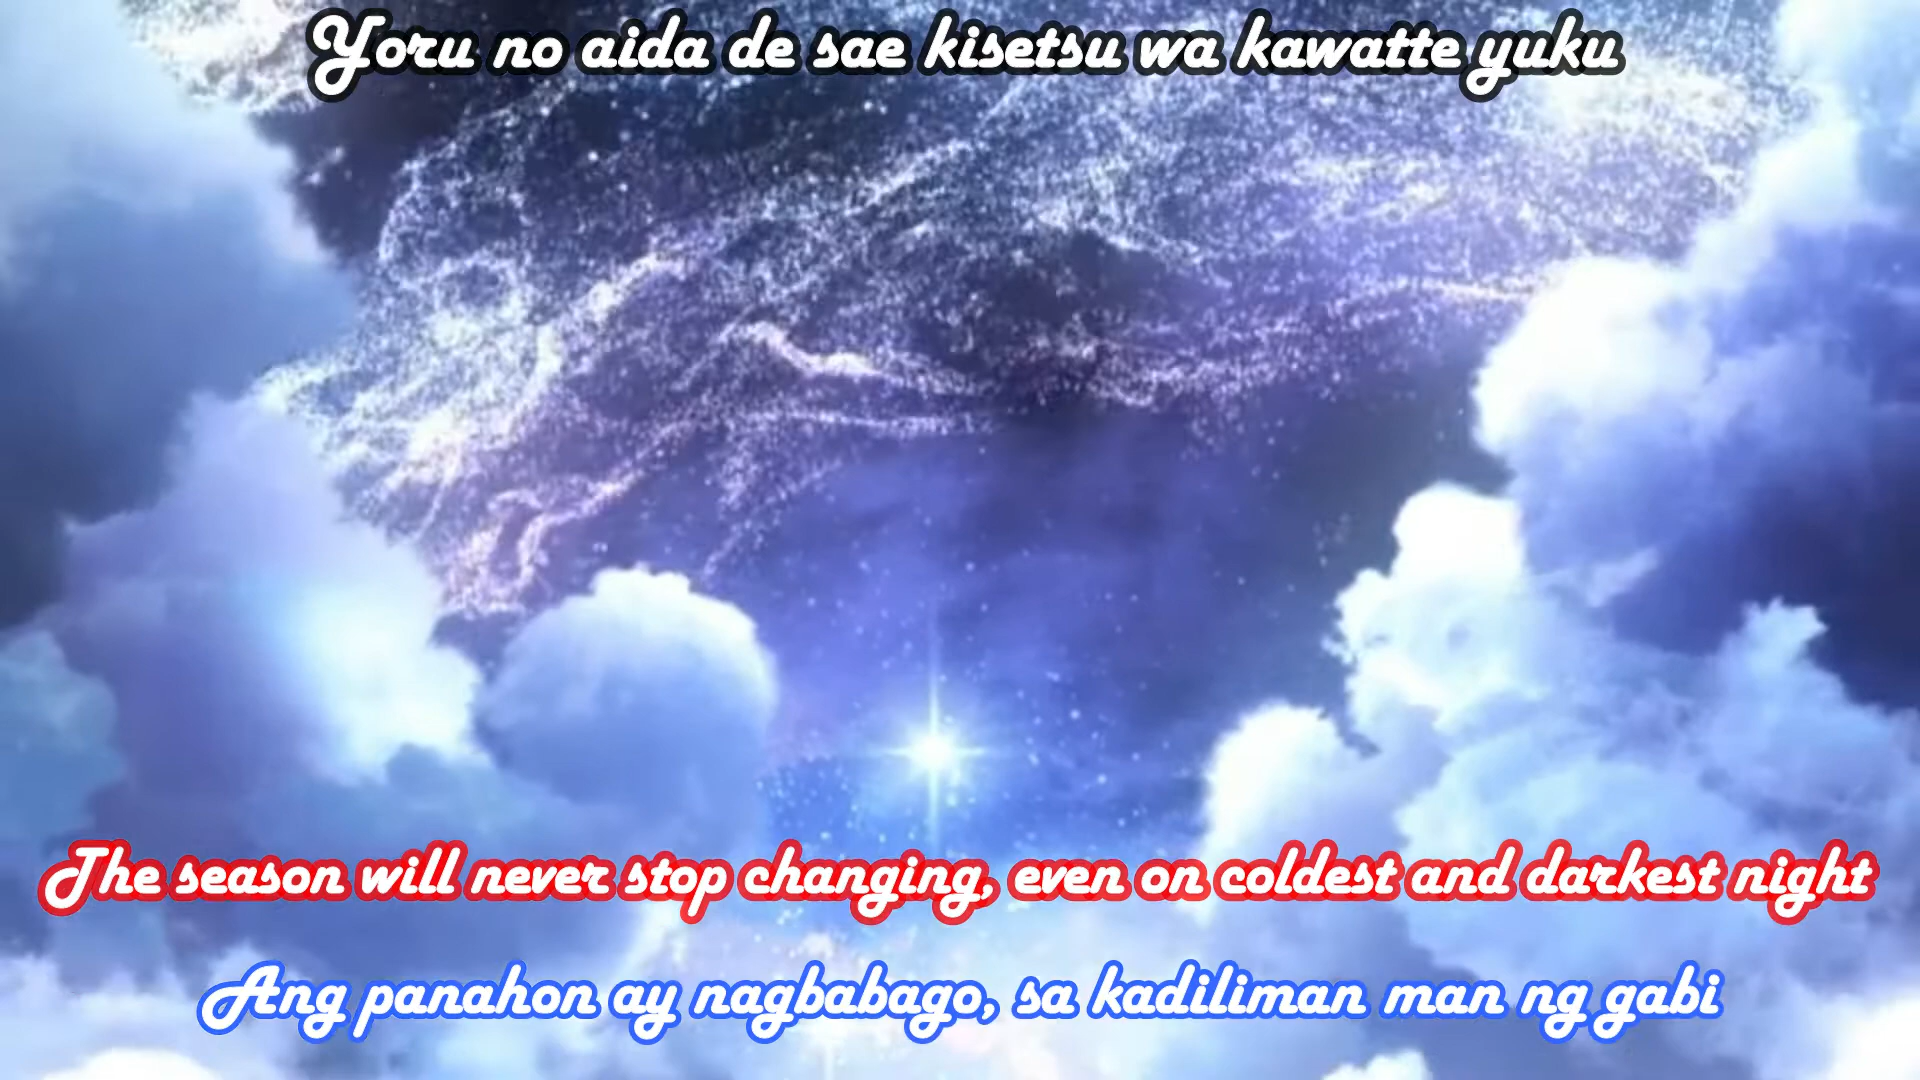 Yoru no aida de sae kisetsu wa kawatte yuku
The season will never stop changing, even on coldest and darkest night
Ang panahon ay nagbabago, sa kadiliman man ng gabi